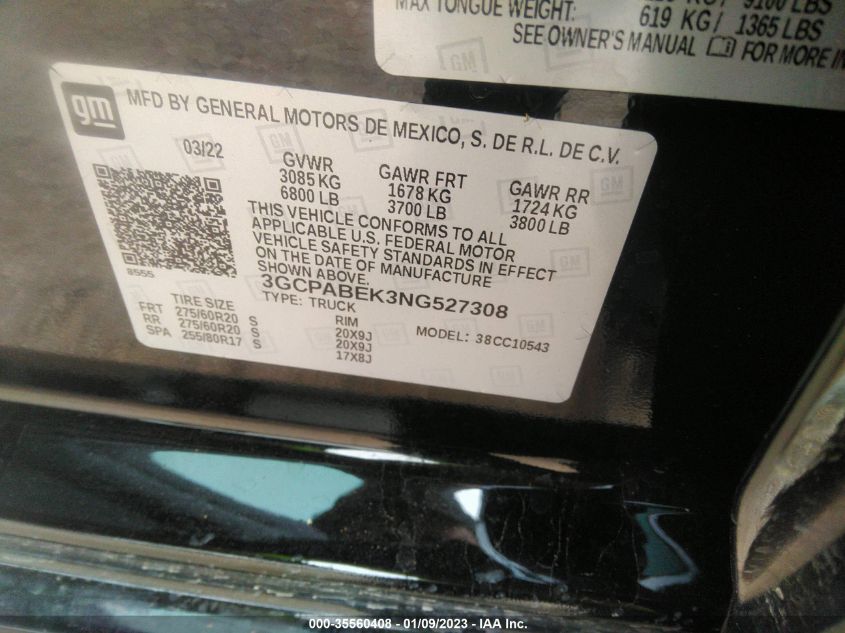 9100 LBS
MAX TONGUE WEIGHT: 619 KG/ 1365 LBS
SEE OWNER'S MANUAL FOR MORE
gm
MFD BY GENERAL MOTORS DE MEXICO, S. DE R.L. DE C.V.
03/22
GVWR GAWR FRT GAWR RR
3085 KG 1678 KG 1724 KG
6800 LB 3700 LB 3800 LB
THIS VEHICLE CONFORMS TO ALL
APPLICABLE U.S. FEDERAL MOTOR
VEHICLE SAFETY STANDARDS IN EFFECT
ON THE DATE OF MANUFACTURE
SHOWN ABOVE.
8555
3GCPABEK3NG527308
TYPE: TRUCK
MODEL: 38CC10543
TIRE SIZE RIM
FRT 275/60R20 S 20X9J
RR 275/60R20 S 20X9J
SPA 255/80R17 S 17X8J
000-35560408 - 01/09/2023 - IAA Inc.